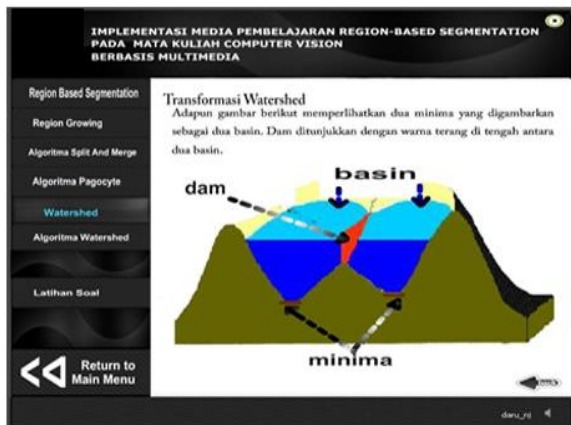 IMPLEMENTASI MEDIA PEMBELAJARAN REGION-BASED SEGMENTATION
PADA MATA KULIAH COMPUTER VISION
BERBASIS MULTIMEDIA
Region Based Segmentation
Region Growing
Algoritma Split And Merge
Algoritma Pagocyte
Watershed
Algoritma Watershed
Latihan Soal
Return to
Main Menu
Transformasi Watershed
Adapun gambar berikut memperlihatkan dua minima yang digambarkan
sebagai dua basin. Dam ditunjukkan dengan warna terang di tengah antara
dua basin.
basin
dam
minima
back